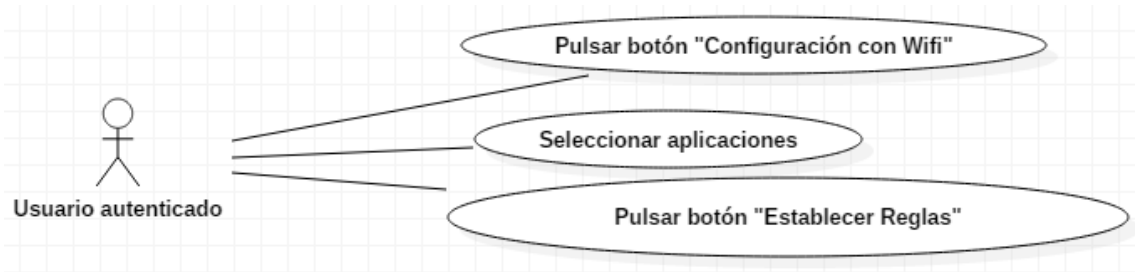 Pulsar botón "Configuración con Wifi"
Seleccionar aplicaciones
Usuario autenticado
Pulsar botón "Establecer Reglas"